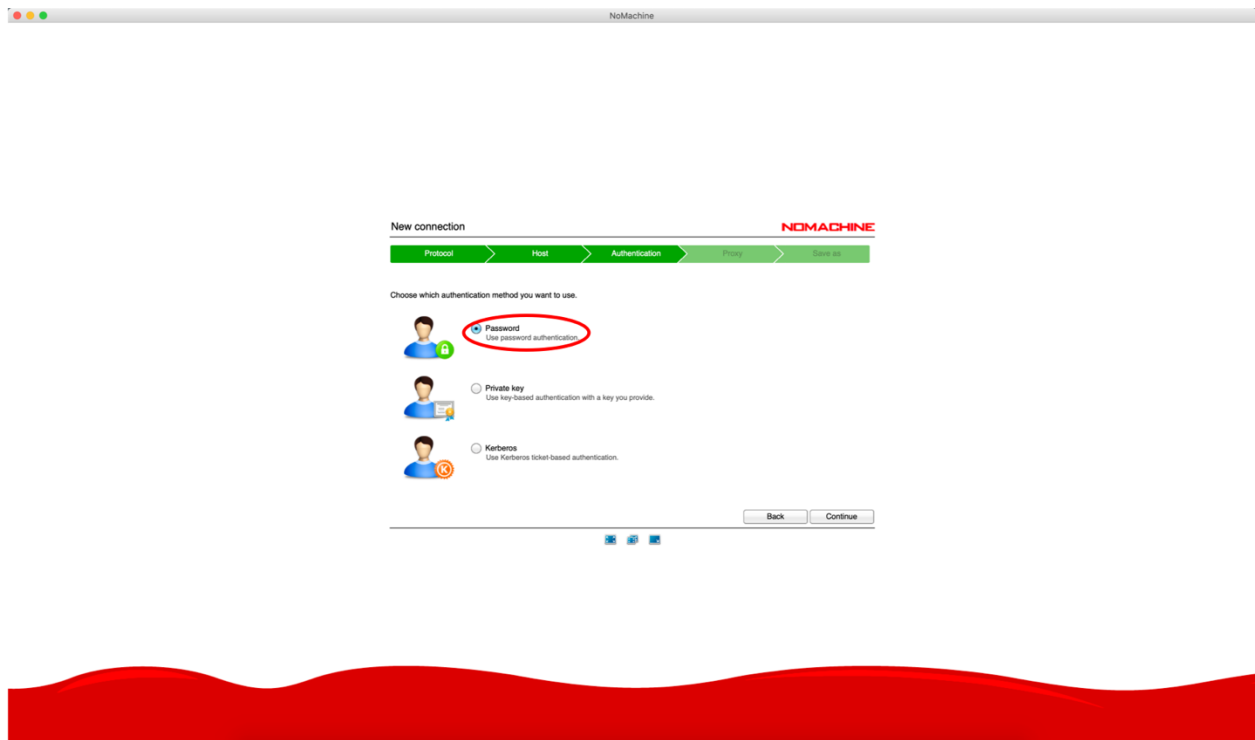 NoMachine
New connection
NOMACHINE
Protocol
Host
Authentication
Proxy
Save as
Choose which authentication method you want to use.
Password
Use password authentication.
Private key
Use key-based authentication with a key you provide.
Kerberos
Use Kerberos ticket-based authentication.
K
Back
Continue